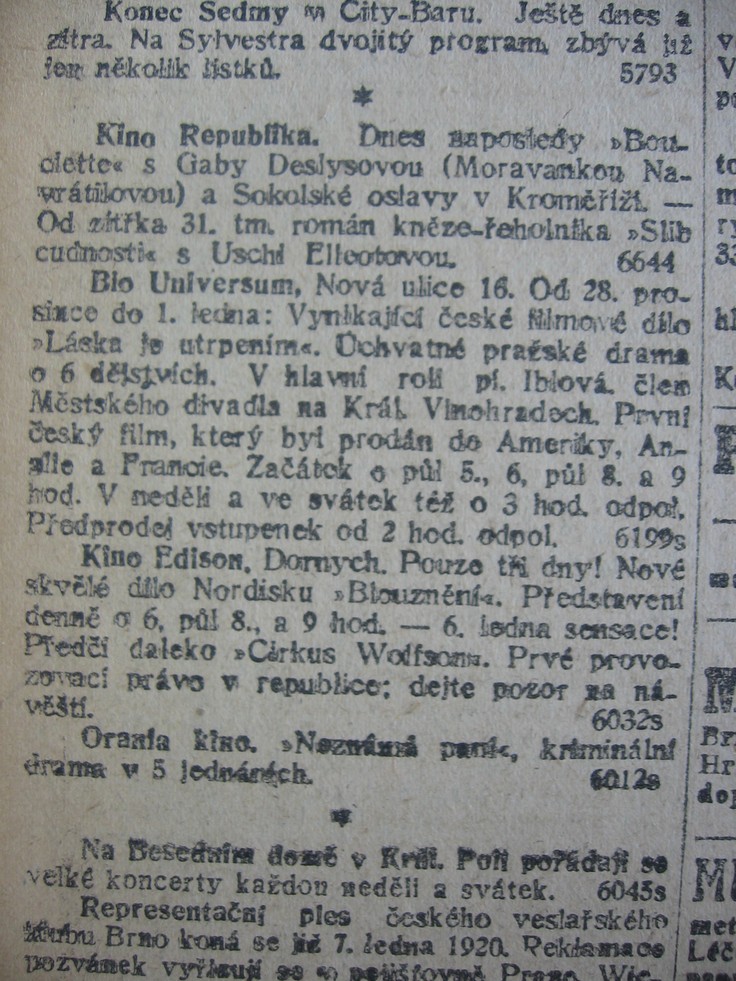 Konec Sedmy v City-Baru. Ještě dnes a
zítra. Na Sylvestra dvojitý program, zbývá již
jen několik lístků. 5793
*
Kino Republika. Dnes naposledy »Bou-
clette« s Gaby Deslysovou (Moravankou Na-
vrátilovou) a Sokolské oslavy v Kroměříži. —
Od zítřka 31. tm. román kněze-řeholníka »Slib
cudnosti« s Uschi Elleotovou. 6644
Bio Universum, Nová ulice 16. Od 28. pro-
since do 1. ledna: Vynikající české filmové dílo
»Láska je utrpením«. Úchvatné pražské drama
o 6 dějstvích. V hlavní roli pí. Iblová, člen
Městského divadla na Král. Vinohradech. První
český film, který byl prodán do Ameriky, An-
glie a Francie. Začátek o půl 5., 6, půl 8. a 9
hod. V neděli a ve svátek též o 3 hod. odpol.
Předprodej vstupenek od 2 hod. odpol. 6199s
Kino Edison, Dornych. Pouze tři dny! Nové
skvělé dílo Nordisku »Blouznění«. Představení
denně o 6, půl 8., a 9 hod. — 6. ledna sensace!
Předčí daleko »Cirkus Wolfson«. Prvé provo-
zovací právo v republice; dejte pozor na ná-
věští. 6032s
Orania kino. »Neznámá paní«, kriminální
drama v 5 jednáních. 6012s
*
Na Besedním domě v Král. Poli pořádají se
velké koncerty každou neděli a svátek. 6045s
Representační ples českého veslařského
klubu Brno koná se již 7. ledna 1920. Reklamace
pozvánek vyřizují se v